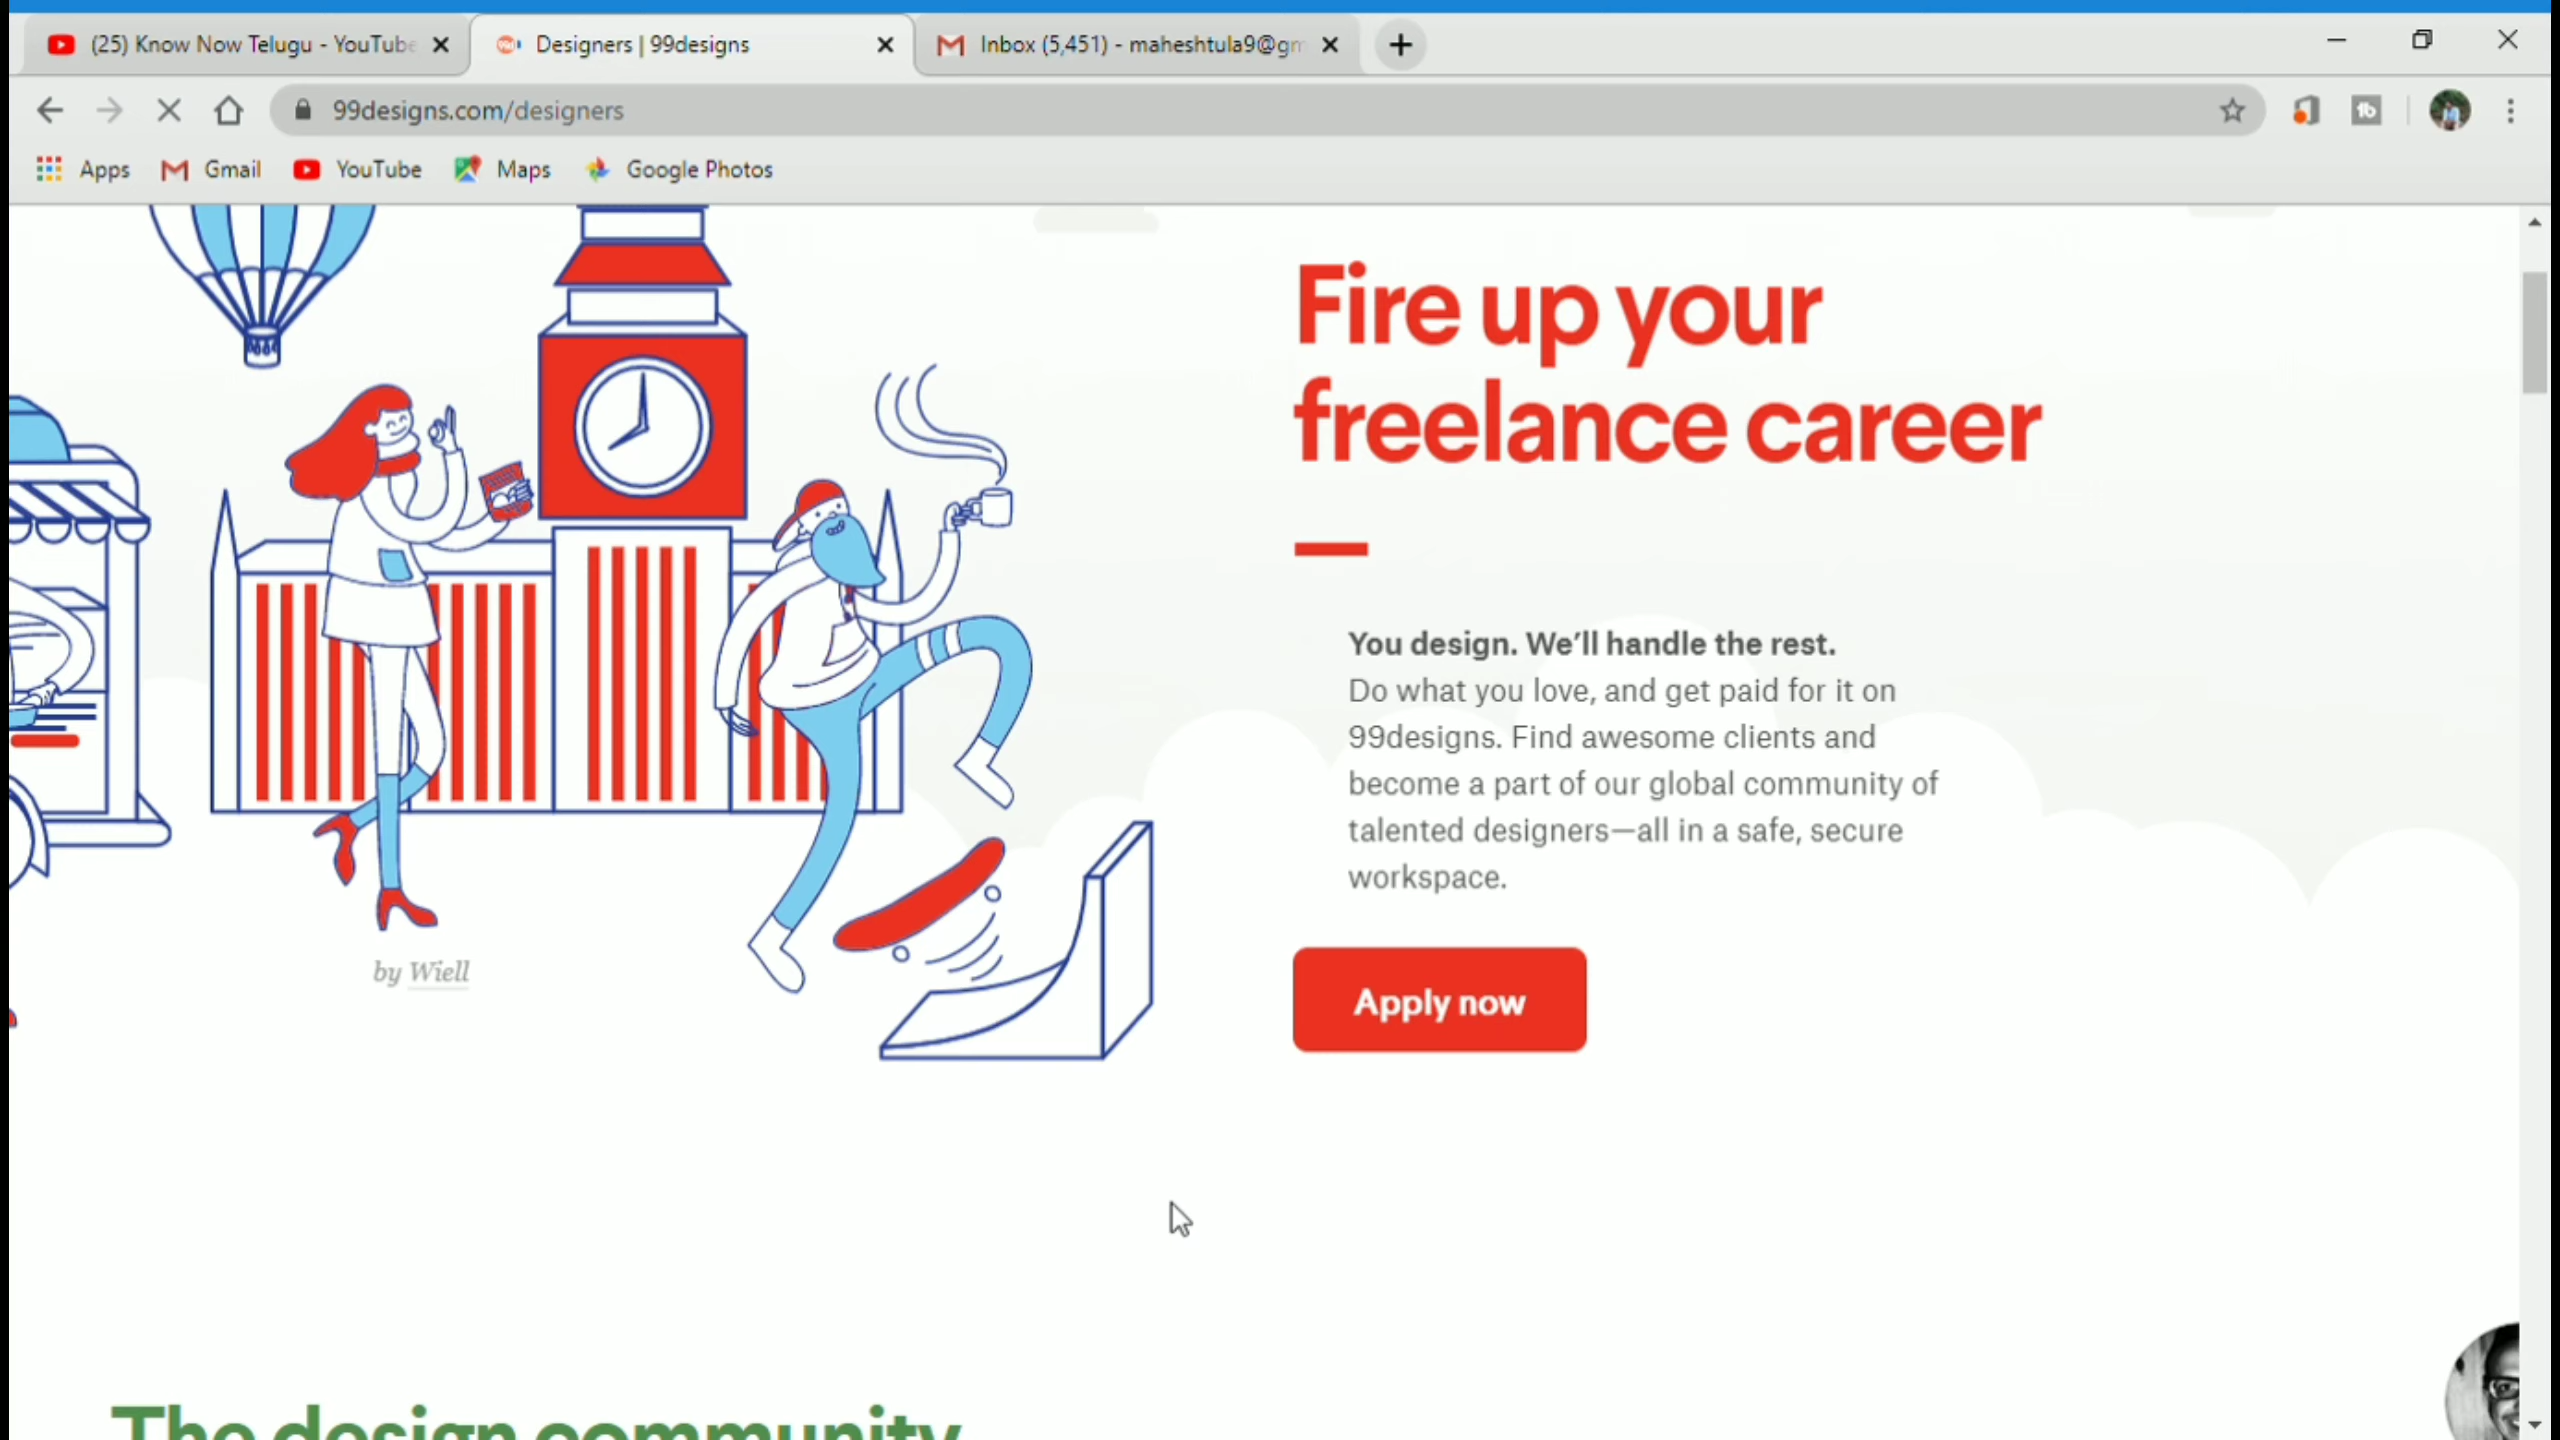 (25) Know Now Telugu - YouTube
Designers | 99designs
Inbox (5,451) - maheshtula9@gm
99designs.com/designers
Apps
Gmail
YouTube
Maps
Google Photos
Fire up your
freelance career
You design. We'll handle the rest.
Do what you love, and get paid for it on
99designs. Find awesome clients and
become a part of our global community of
talented designers—all in a safe, secure
workspace.
by Wiell
Apply now
The design community